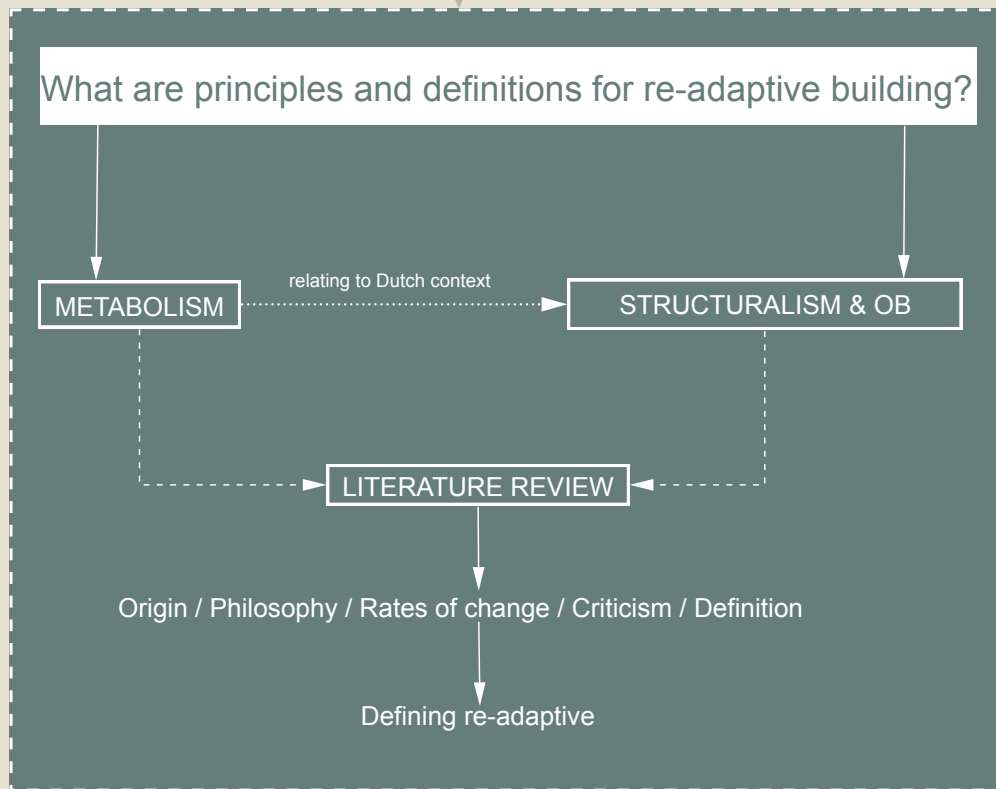 What are principles and definitions for re-adaptive building?
relating to Dutch context
METABOLISM
STRUCTURALISM & OB
LITERATURE REVIEW
Origin / Philosophy / Rates of change / Criticism / Definition
Defining re-adaptive